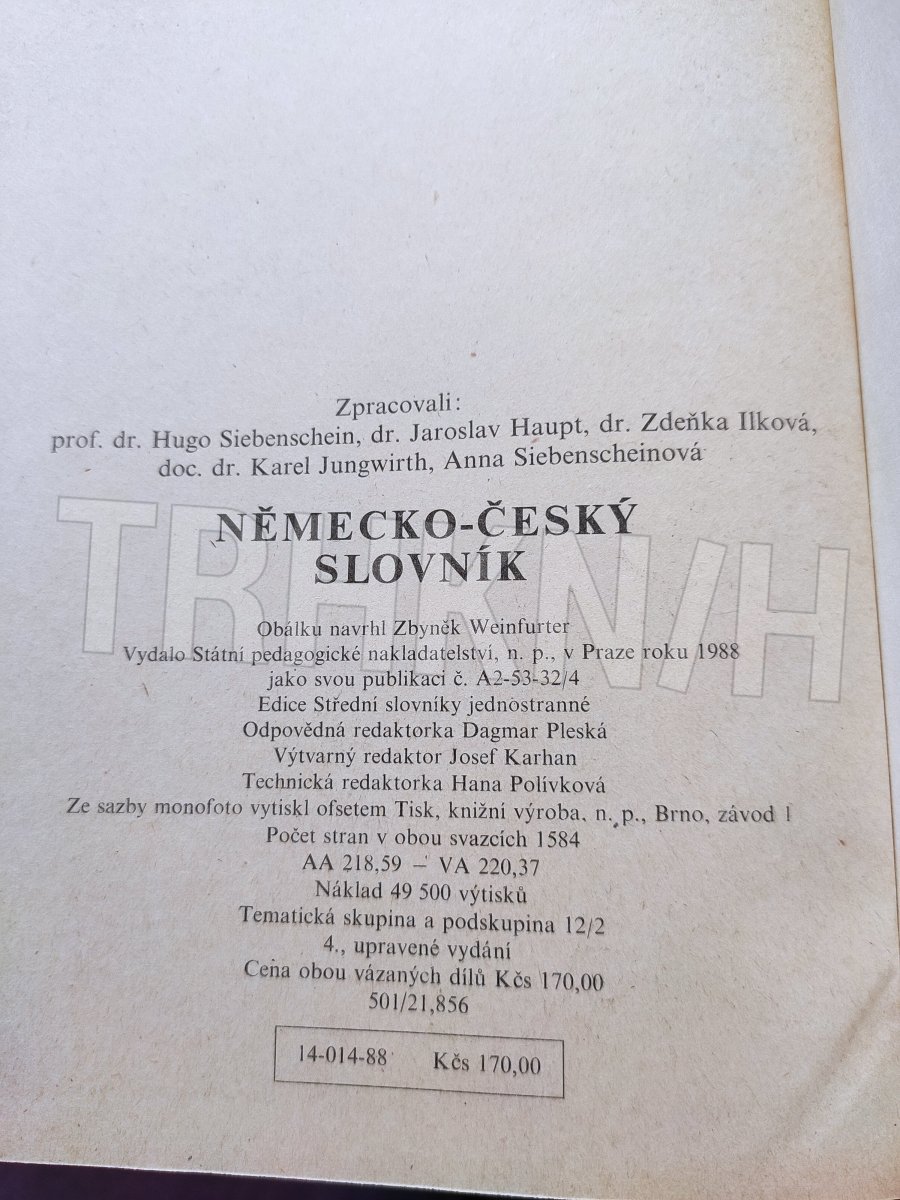 Zpracovali:
prof. dr. Hugo Siebenschein, dr. Jaroslav Haupt, dr. Zdeňka Ilková,
doc. dr. Karel Jungwirth, Anna Siebenscheinová
NĚMECKO-ČESKÝ
SLOVNÍK
TRHKNIH
Obálku navrhl Zbyněk Weinfurter
Vydalo Státní pedagogické nakladatelství, n. p., v Praze roku 1988
jako svou publikaci č. A2-53-32/4
Edice Střední slovníky jednostranné
Odpovědná redaktorka Dagmar Pleská
Výtvarný redaktor Josef Karhan
Technická redaktorka Hana Polívková
Ze sazby monofoto vytiskl ofsetem Tisk, knižní výroba, n. p., Brno, závod 1
Počet stran v obou svazcích 1584
AA 218,59 – VA 220,37
Náklad 49 500 výtisků
Tematická skupina a podskupina 12/2
4., upravené vydání
Cena obou vázaných dílů Kčs 170,00
501/21,856
14-014-88 Kčs 170,00